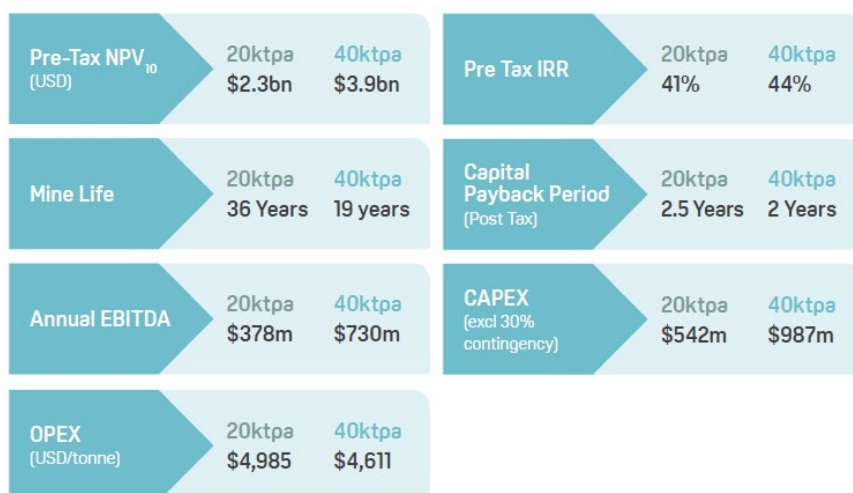 Pre-Tax NPV10
(USD)
20ktpa 40ktpa
$2.3bn $3.9bn
Pre Tax IRR
20ktpa 40ktpa
41% 44%
Mine Life
20ktpa 40ktpa
36 Years 19 years
Capital
Payback Period
(Post Tax)
20ktpa 40ktpa
2.5 Years 2 Years
Annual EBITDA
20ktpa 40ktpa
$378m $730m
CAPEX
(excl 30%
contingency)
20ktpa 40ktpa
$542m $987m
OPEX
(USD/tonne)
20ktpa 40ktpa
$4,985 $4,611